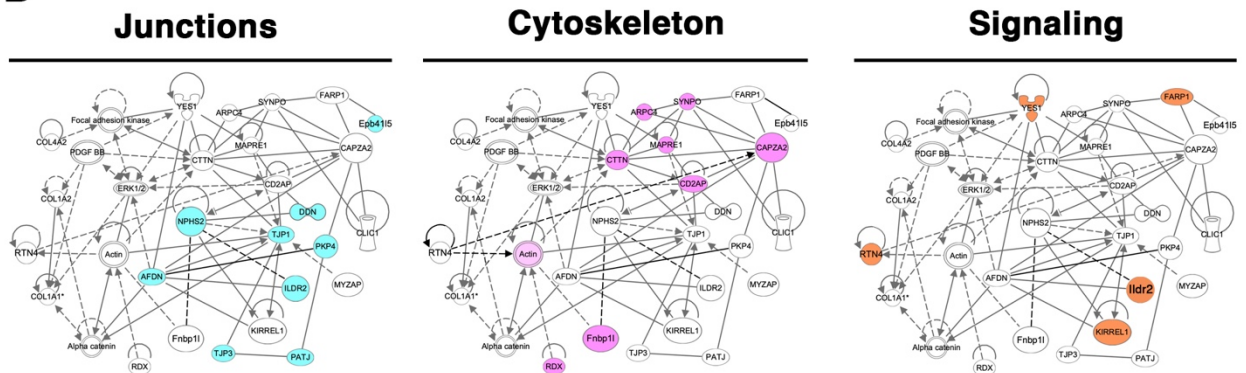 Junctions
Cytoskeleton
Signaling
YES1
SYNPO
FARP1
ARPC4
Epb41l5
Focal adhesion kinase
COL4A2
MAPRE1
CAPZA2
PDGF BB
CTTN
CD2AP
ERK1/2
COL1A2
DDN
NPHS2
TJP1
CLIC1
PKP4
RTN4
Actin
AFDN
MYZAP
ILDR2
COL1A1*
KIRREL1
Fnbp1l
Alpha catenin
TJP3
PATJ
RDX
YES1
SYNPO
FARP1
ARPC4
Epb41l5
Focal adhesion kinase
COL4A2
MAPRE1
CAPZA2
PDGF BB
CTTN
CD2AP
ERK1/2
COL1A2
DDN
NPHS2
TJP1
CLIC1
PKP4
RTN4
Actin
AFDN
MYZAP
ILDR2
COL1A1*
KIRREL1
Fnbp1l
Alpha catenin
TJP3
PATJ
RDX
YES1
SYNPO
FARP1
ARPC4
Epb41l5
Focal adhesion kinase
COL4A2
MAPRE1
CAPZA2
PDGF BB
CTTN
CD2AP
ERK1/2
COL1A2
DDN
NPHS2
TJP1
CLIC1
PKP4
RTN4
Actin
AFDN
MYZAP
Ildr2
COL1A1*
KIRREL1
Fnbp1l
Alpha catenin
TJP3
PATJ
RDX